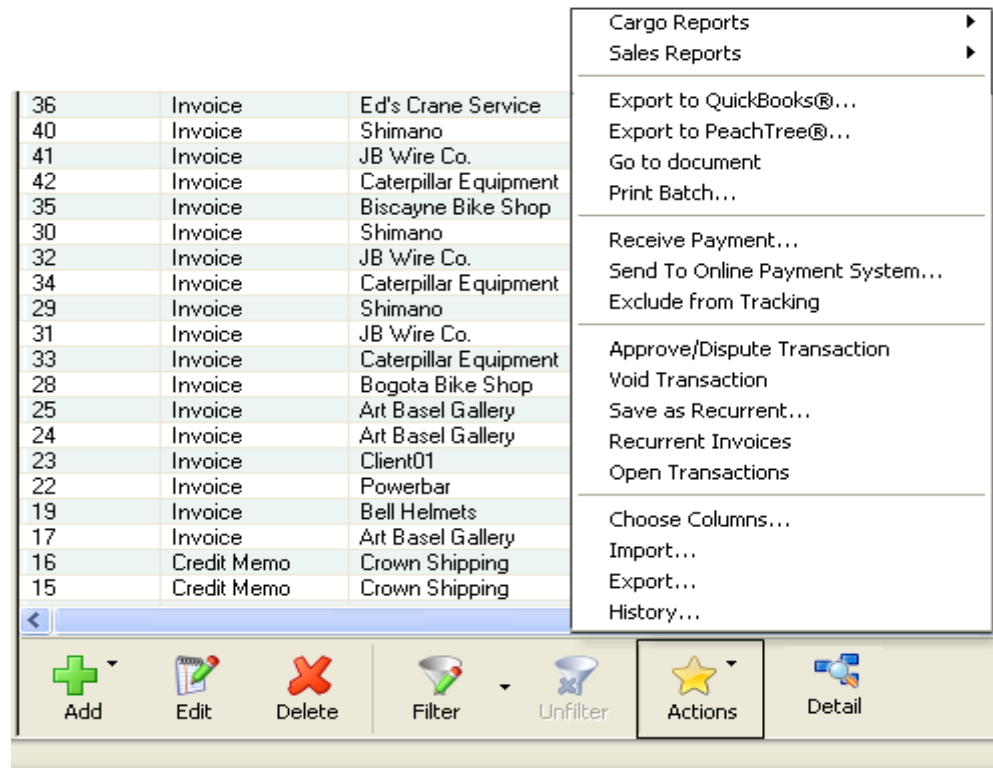 Cargo Reports
Sales Reports
Export to QuickBooks®...
Export to PeachTree®...
Go to document
Print Batch...
Receive Payment...
Send To Online Payment System...
Exclude from Tracking
Approve/Dispute Transaction
Void Transaction
Save as Recurrent...
Recurrent Invoices
Open Transactions
Choose Columns...
Import...
Export...
History...
36 Invoice Ed's Crane Service
40 Invoice Shimano
41 Invoice JB Wire Co.
42 Invoice Caterpillar Equipment
35 Invoice Biscayne Bike Shop
30 Invoice Shimano
32 Invoice JB Wire Co.
34 Invoice Caterpillar Equipment
29 Invoice Shimano
31 Invoice JB Wire Co.
33 Invoice Caterpillar Equipment
28 Invoice Bogota Bike Shop
25 Invoice Art Basel Gallery
24 Invoice Art Basel Gallery
23 Invoice Client01
22 Invoice Powerbar
19 Invoice Bell Helmets
17 Invoice Art Basel Gallery
16 Credit Memo Crown Shipping
15 Credit Memo Crown Shipping
Add Edit Delete Filter Unfilter Actions Detail